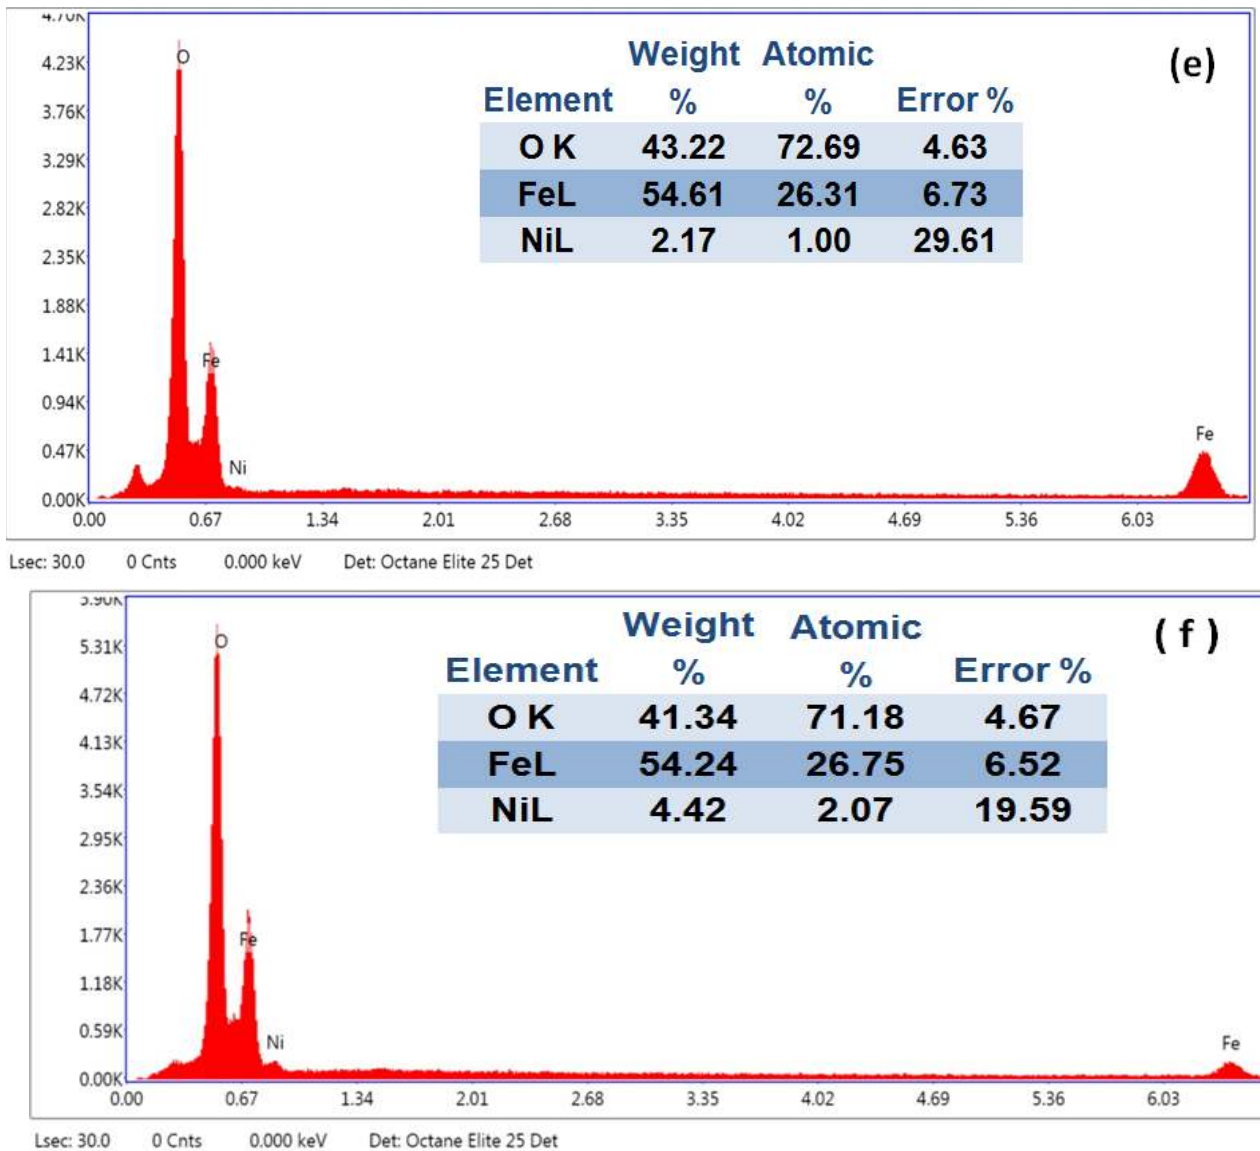 4.70K
(e)
Weight Atomic
Element % % Error %
O K 43.22 72.69 4.63
FeL 54.61 26.31 6.73
NiL 2.17 1.00 29.61
O
4.23K
3.76K
3.29K
2.82K
2.35K
1.88K
1.41K
Fe
0.94K
0.47K
Ni
Fe
0.00K
0.00 0.67 1.34 2.01 2.68 3.35 4.02 4.69 5.36 6.03
Lsec: 30.0 0 Cnts 0.000 keV Det: Octane Elite 25 Det
( f )
Weight Atomic
Element % % Error %
O K 41.34 71.18 4.67
FeL 54.24 26.75 6.52
NiL 4.42 2.07 19.59
5.90K
O
5.31K
4.72K
4.13K
3.54K
2.95K
2.36K
1.77K
Fe
1.18K
0.59K
Ni
Fe
0.00K
0.00 0.67 1.34 2.01 2.68 3.35 4.02 4.69 5.36 6.03
Lsec: 30.0 0 Cnts 0.000 keV Det: Octane Elite 25 Det